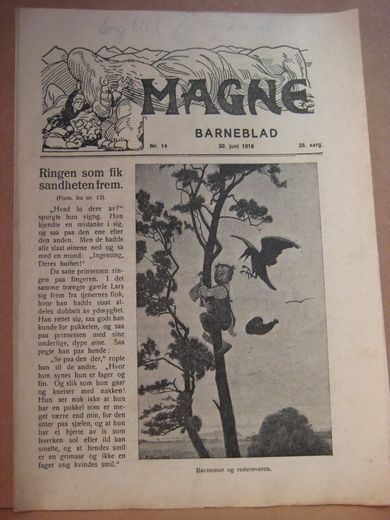 MAGNE
BARNEBLAD
Nr. 14
30. juni 1918
28. aarg.
Ringen som fik
sandheten frem.
(Forts. fra nr. 13).
„Hvad lo dere av?"
spurgte hun vigtig. Hun
kjendte en mistanke i sig,
og saa paa den ene efter
den anden. Men de hadde
alle slaat øinene ned og sa
med en mund: „Ingenting,
Deres høihet!"
Da satte prinsessen rin-
gen paa fingeren. I det
samme trængte gamle Lars
sig frem fra tjenernes flok,
hvor han hadde staat al-
deles dobbelt av ydmyghet.
Han rettet sig, saa godt han
kunde for pukkelen, og saa
paa prinsessen med sine
underlige, dype øine. Saa
pegte han paa hende:
„Se paa den der," ropte
han til de andre. „Hvor
hun synes hun er fager og
fin. Og slik som hun gaar
og kneiser med nakken!
Hun ser nok ikke at hun
har en pukkel som er me-
get værre end min, for den
sitter paa sjælen, og at hun
har et hjerte av is som
hverken sol eller ild kan
smelte, og at hendes smil
er en grimase og ikke en
fager ung kvindes smil."
Ravnemor og rederøveren.